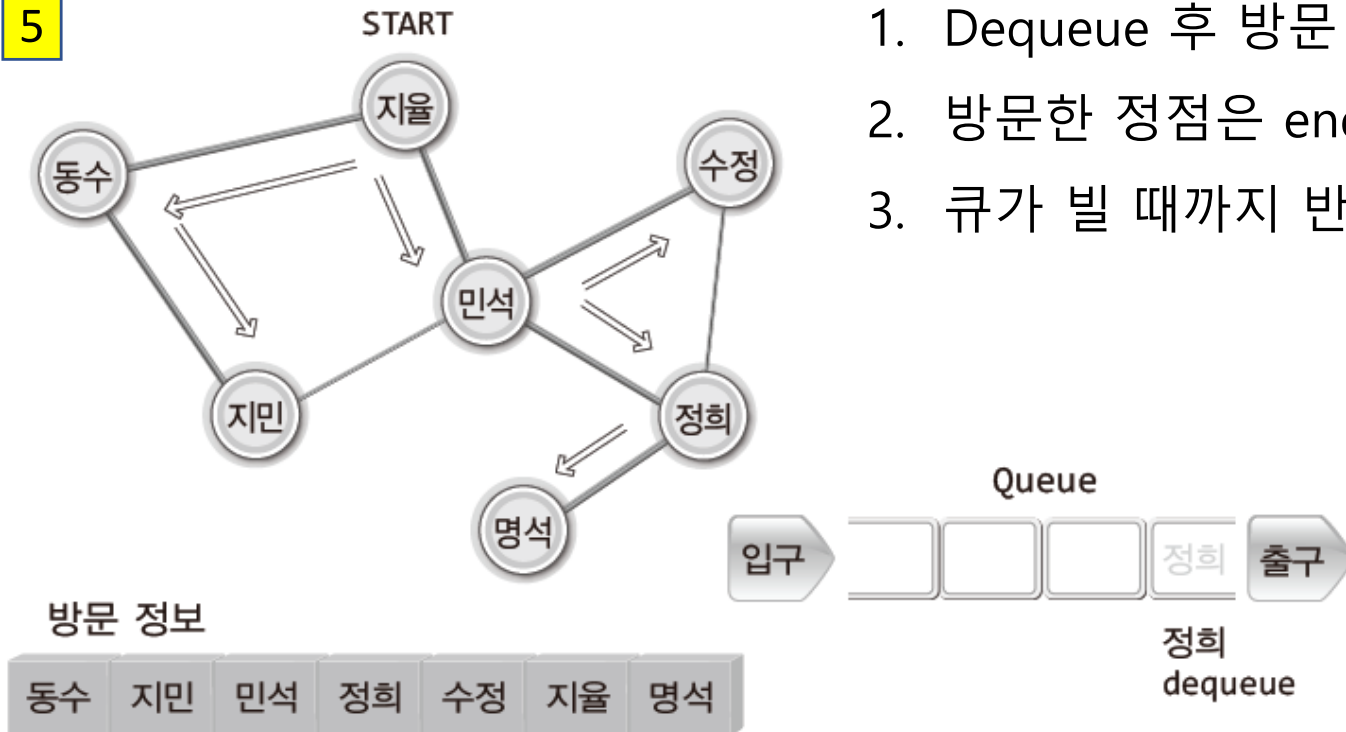 5
START
1. Dequeue 후 방문
2. 방문한 정점은
3. 큐가 빌 때까지
지율
동수
수정
민석
지민
정희
명석
Queue
입구
정희
출구
정희
dequeue
방문 정보
동수 지민 민석 정희 수정 지율 명석